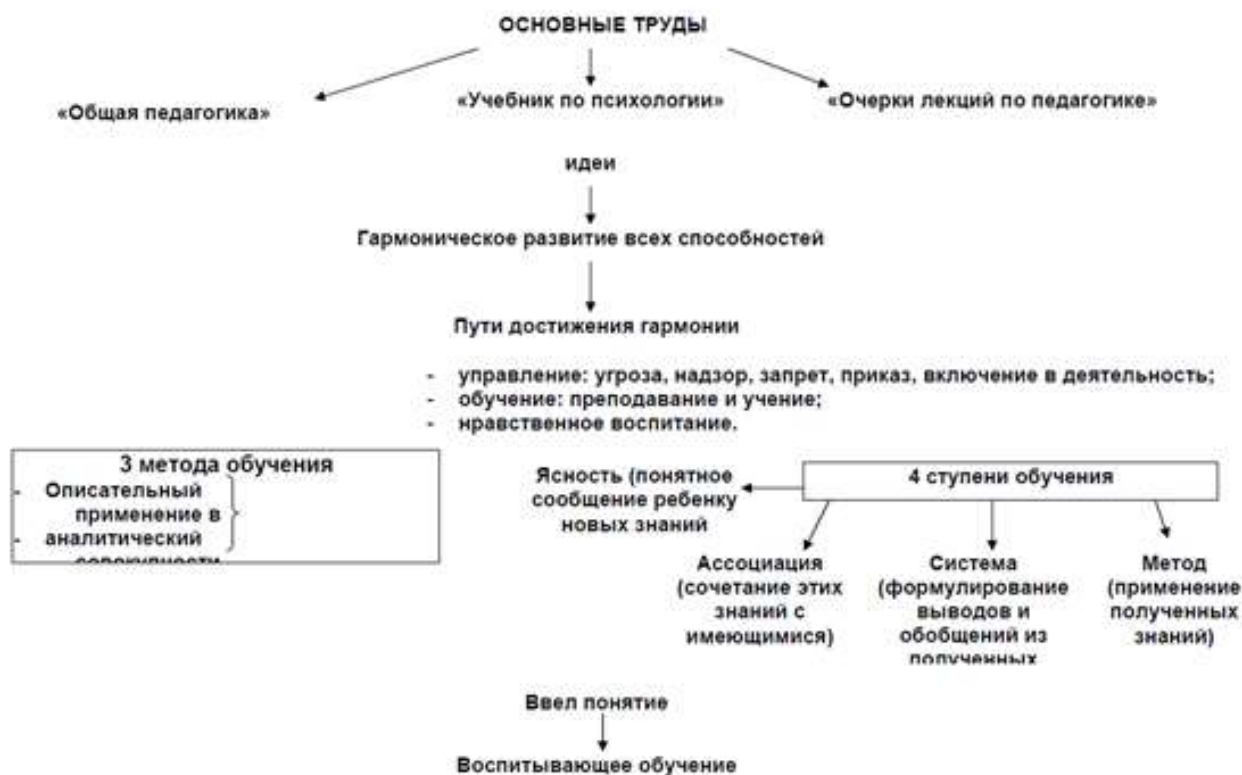 ОСНОВНЫЕ ТРУДЫ
«Общая педагогика»
«Учебник по психологии»
«Очерки лекций по педагогике»
идеи
Гармоническое развитие всех способностей
Пути достижения гармонии
- управление: угроза, надзор, запрет, приказ, включение в деятельность;
- обучение: преподавание и учение;
- нравственное воспитание.
3 метода обучения
- Описательный
применение в
- аналитический
совокупности
4 ступени обучения
Ясность (понятное
сообщение ребенку
новых знаний
Ассоциация
(сочетание этих
знаний с
имеющимися)
Система
(формулирование
выводов и
обобщений из
полученных
Метод
(применение
полученных
знаний)
Ввел понятие
Воспитывающее обучение